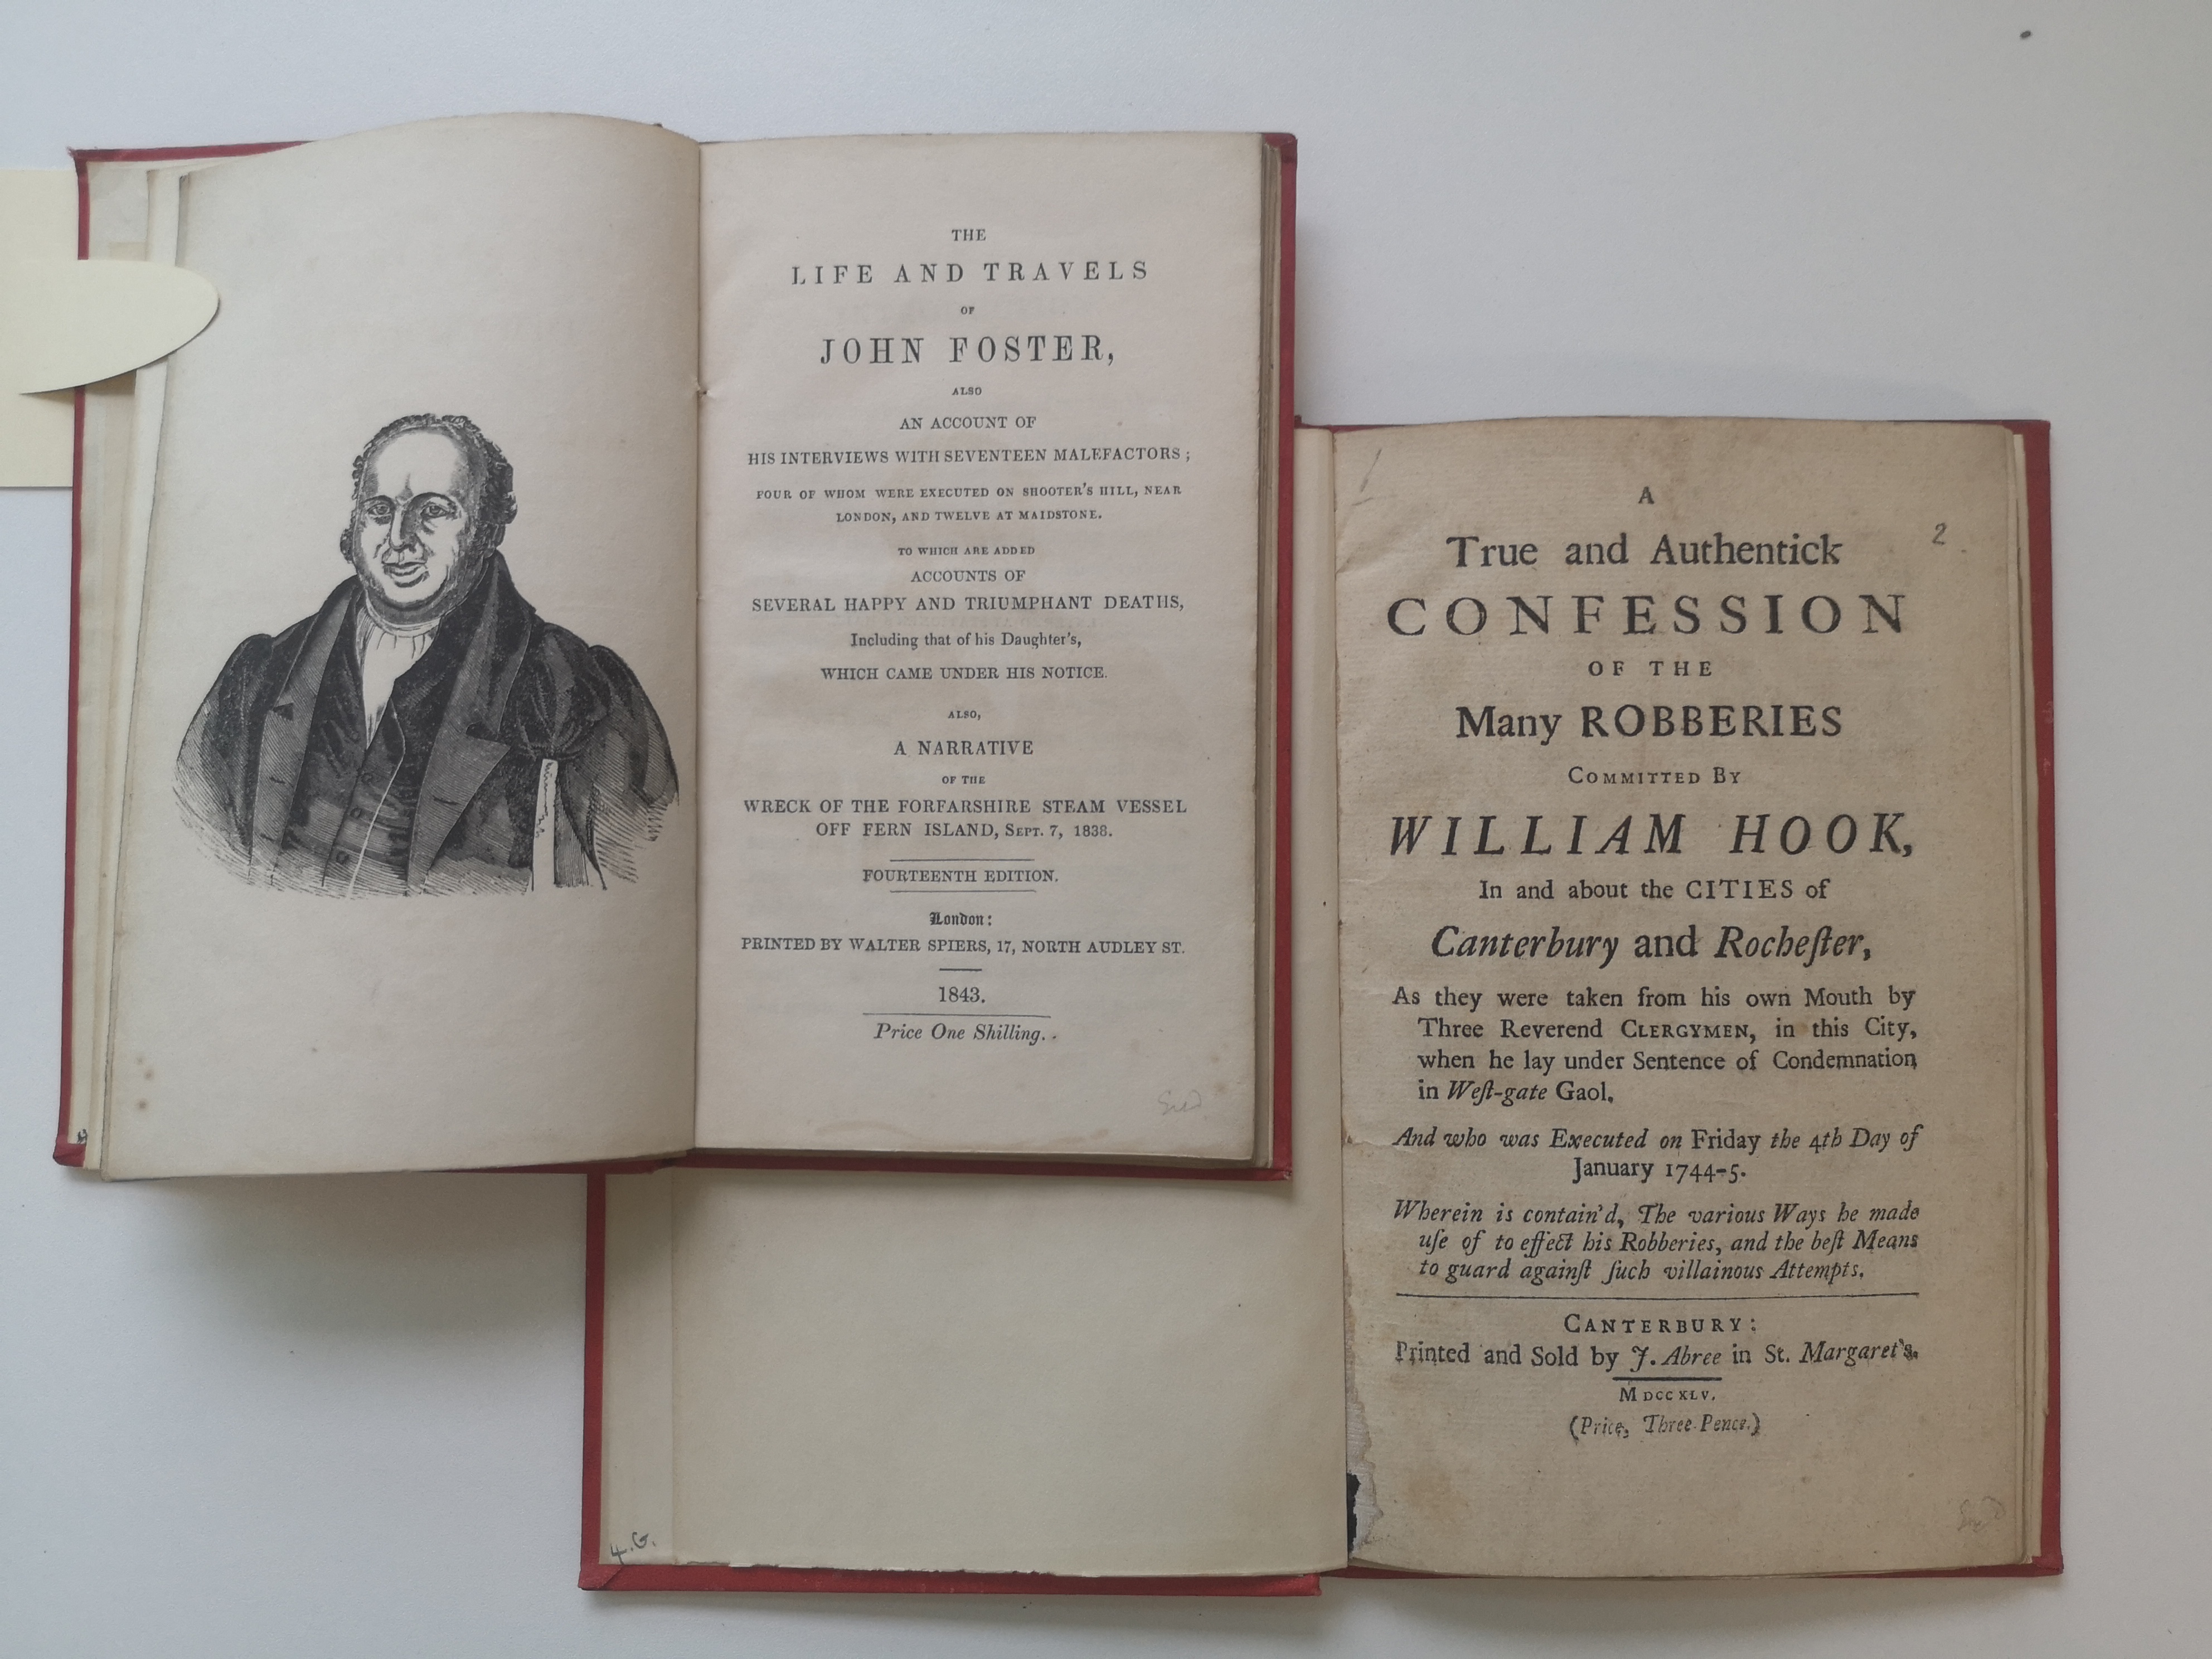 THE
LIFE AND TRAVELS
OF
JOHN FOSTER,
ALSO
AN ACCOUNT OF
HIS INTERVIEWS WITH SEVENTEEN MALEFACTORS;
FOUR OF WHOM WERE EXECUTED ON SHOOTER'S HILL, NEAR
LONDON, AND TWELVE AT MAIDSTONE.
TO WHICH ARE ADDED
ACCOUNTS OF
SEVERAL HAPPY AND TRIUMPHANT DEATHS,
Including that of his Daughter's,
WHICH CAME UNDER HIS NOTICE.
ALSO,
A NARRATIVE
OF THE
WRECK OF THE FORFARSHIRE STEAM VESSEL
OFF FERN ISLAND, SEPT. 7, 1838.
FOURTEENTH EDITION.
London:
PRINTED BY WALTER SPIERS, 17, NORTH AUDLEY ST.
1843.
Price One Shilling.
A
2
True and Authentick
CONFESSION
OF THE
Many ROBBERIES
COMMITTED BY
WILLIAM HOOK,
In and about the CITIES of
Canterbury and Rocheſter,
As they were taken from his own Mouth by
Three Reverend CLERGYMEN, in this City,
when he lay under Sentence of Condemnation
in Weſt-gate Gaol,
And who was Executed on Friday the 4th Day of
January 1744-5.
Wherein is contain'd, The various Ways he made
uſe of to effect his Robberies, and the beſt Means
to guard againſt ſuch villainous Attempts.
CANTERBURY:
Printed and Sold by J. Abree in St. Margaret's.
MDCCXLV.
(Price, Three Pence.)
4.G.